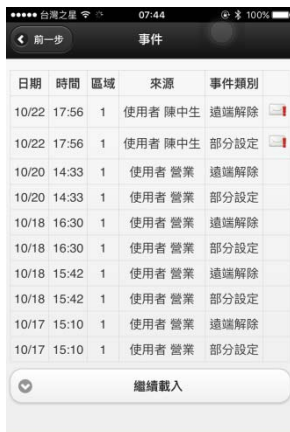 台灣之星 07:44 100%
前一步 事件
日期 時間 區域 來源 事件類別
10/22 17:56 1 使用者 陳中生 遠端解除
10/22 17:56 1 使用者 陳中生 部分設定
10/20 14:33 1 使用者 營業 遠端解除
10/20 14:33 1 使用者 營業 部分設定
10/18 16:30 1 使用者 營業 遠端解除
10/18 16:30 1 使用者 營業 部分設定
10/18 15:42 1 使用者 營業 遠端解除
10/18 15:42 1 使用者 營業 部分設定
10/17 15:10 1 使用者 營業 遠端解除
10/17 15:10 1 使用者 營業 部分設定
繼續載入